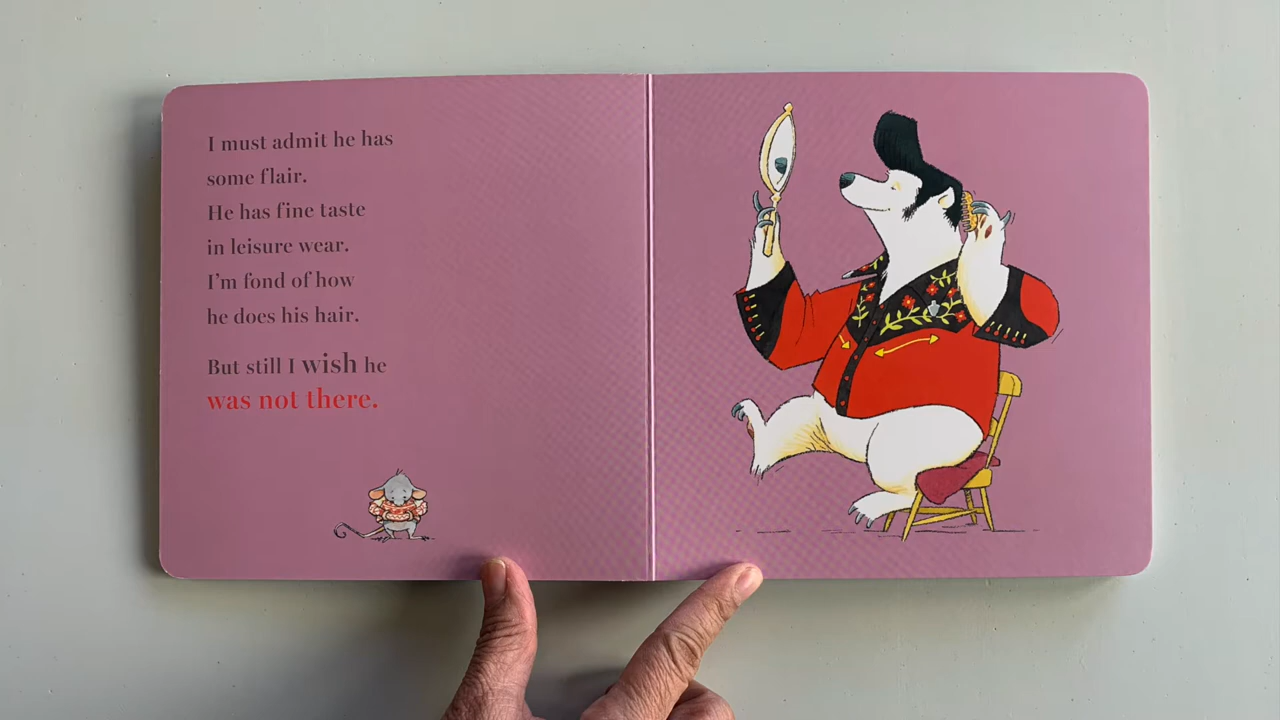 I must admit he has
some flair.
He has fine taste
in leisure wear.
I'm fond of how
he does his hair.
But still I wish he
was not there.